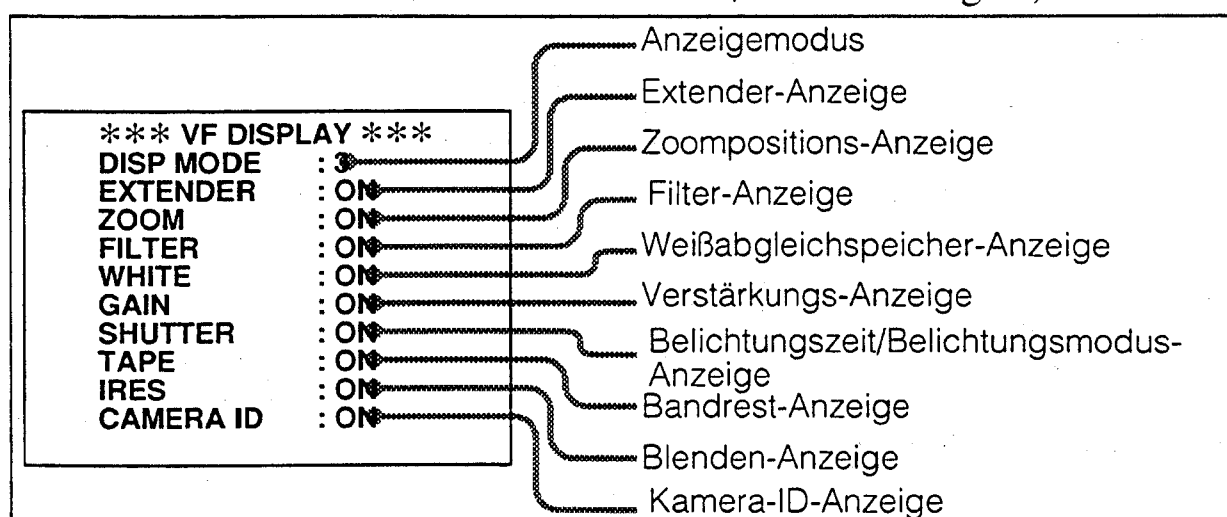 *** VF DISPLAY ***
DISP MODE : 3
EXTENDER : ON
ZOOM : ON
FILTER : ON
WHITE : ON
GAIN : ON
SHUTTER : ON
TAPE : ON
IRES : ON
CAMERA ID : ON
Anzeigemodus
Extender-Anzeige
Zoompositions-Anzeige
Filter-Anzeige
Weißabgleichspeicher-Anzeige
Verstärkungs-Anzeige
Belichtungszeit/Belichtungsmodus-
Anzeige
Bandrest-Anzeige
Blenden-Anzeige
Kamera-ID-Anzeige